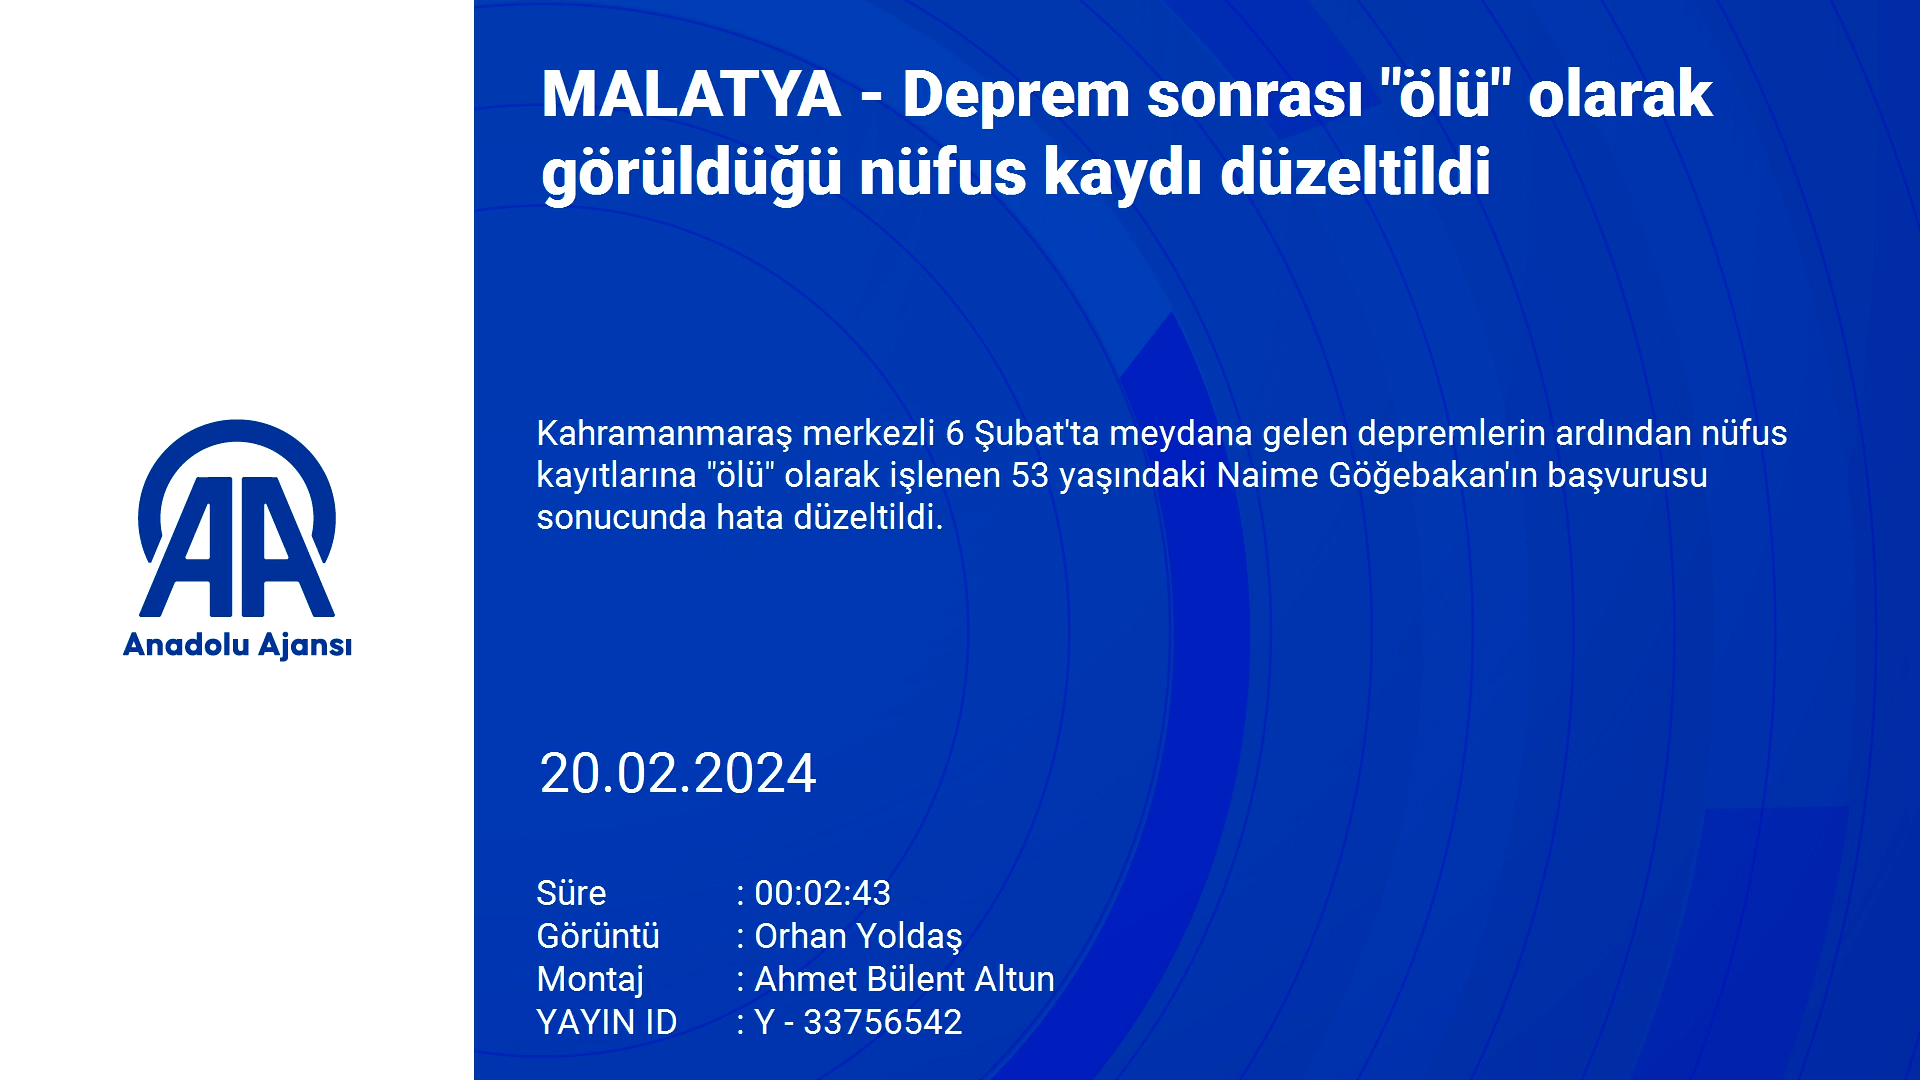 MALATYA - Deprem sonrası "ölü" olarak
görüldüğü nüfus kaydı düzeltildi
Kahramanmaraş merkezli 6 Şubat'ta meydana gelen depremlerin ardından nüfus
kayıtlarına "ölü" olarak işlenen 53 yaşındaki Naime Göğebakan'ın başvurusu
sonucunda hata düzeltildi.
AA
Anadolu Ajansı
20.02.2024
Süre : 00:02:43
Görüntü : Orhan Yoldaş
Montaj : Ahmet Bülent Altun
YAYIN ID : Y - 33756542